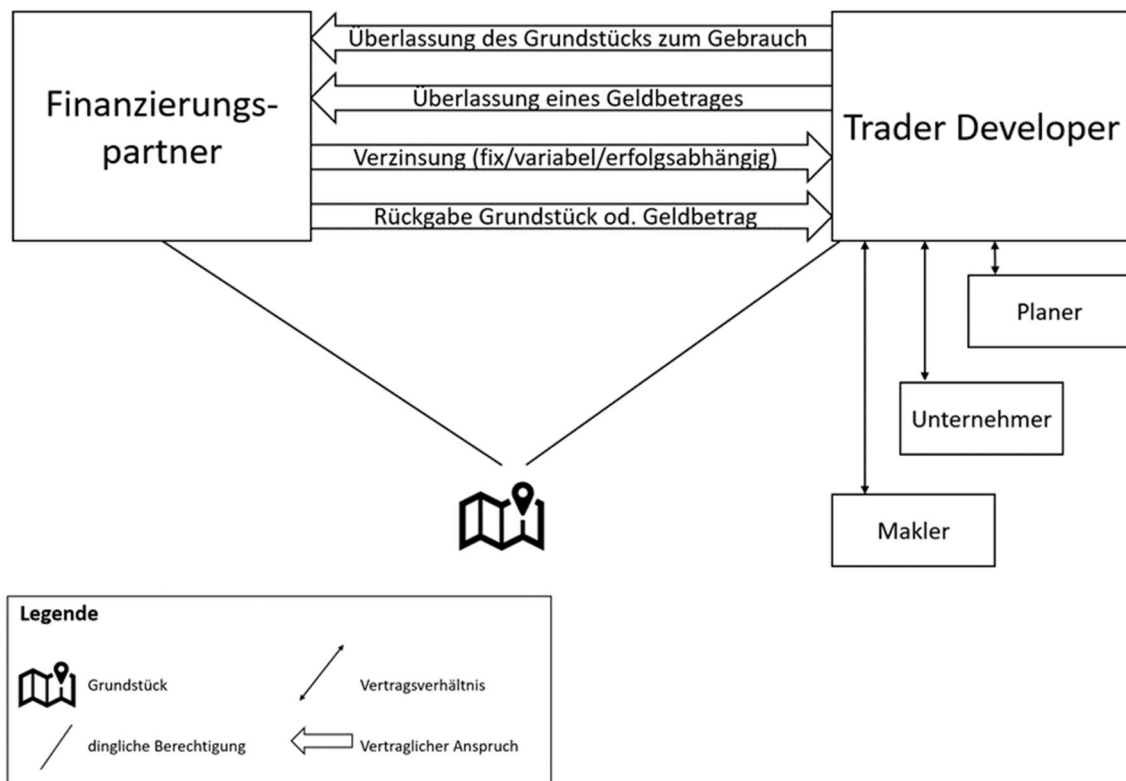 Finanzierungs-
partner
Überlassung des Grundstücks zum Gebrauch
Überlassung eines Geldbetrages
Verzinsung (fix/variabel/erfolgsabhängig)
Rückgabe Grundstück od. Geldbetrag
Trader Developer
Planer
Unternehmer
Makler
Legende
Grundstück
Vertragsverhältnis
dingliche Berechtigung
Vertraglicher Anspruch